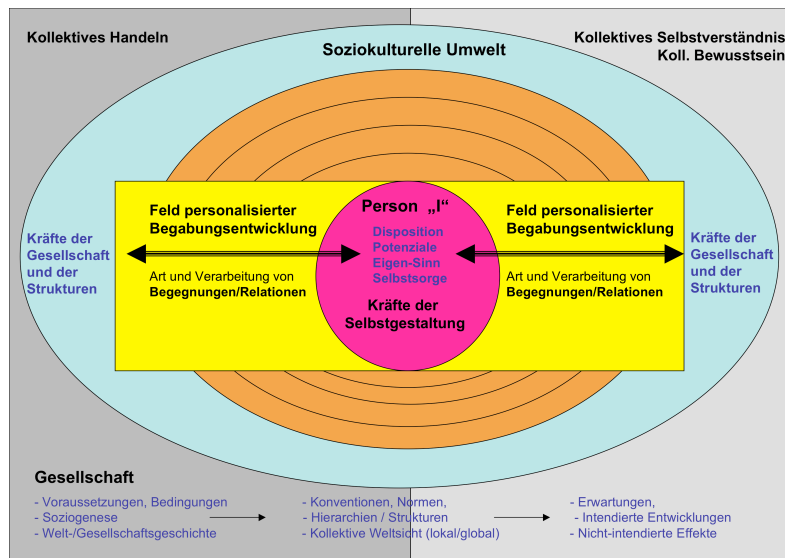 Kollektives Handeln
Kollektives Selbstverständnis
Koll. Bewusstsein
Soziokulturelle Umwelt
Feld personalisierter
Begabungsentwicklung
Art und Verarbeitung von
Begegnungen/Relationen
Person „I“
Disposition
Potenziale
Eigen-Sinn
Selbstsorge
Kräfte der
Selbstgestaltung
Feld personalisierter
Begabungsentwicklung
Art und Verarbeitung von
Begegnungen/Relationen
Kräfte der
Gesellschaft
und der
Strukturen
Kräfte der
Gesellschaft
und der
Strukturen
Gesellschaft
- Voraussetzungen, Bedingungen
- Soziogenese
- Welt-/Gesellschaftsgeschichte
- Konventionen, Normen,
- Hierarchien / Strukturen
- Kollektive Weltsicht (lokal/global)
- Erwartungen,
- Intendierte Entwicklungen
- Nicht-intendierte Effekte